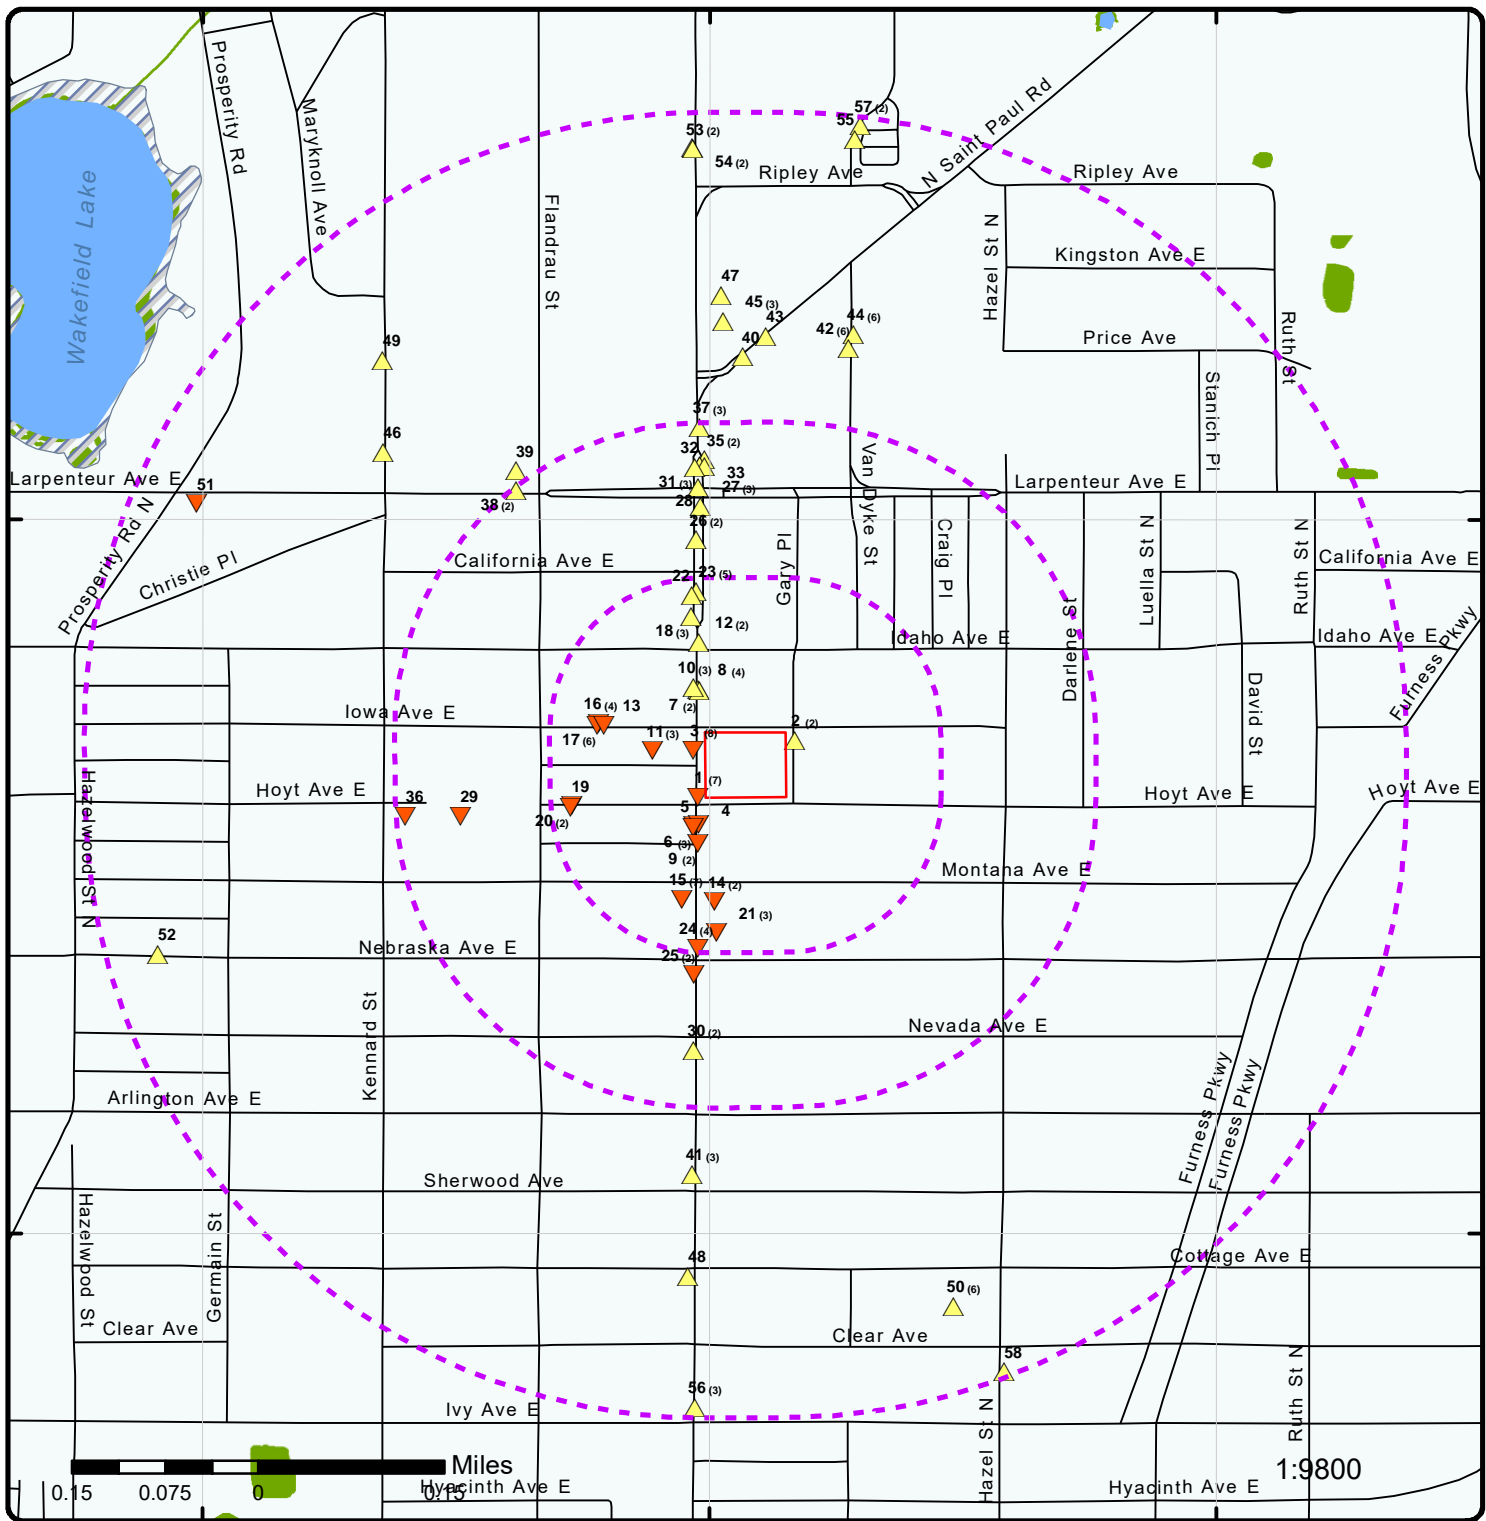 57 (2)
55
53 (2)
54 (2)
Ripley Ave
N Saint Paul Rd
Ripley Ave
Prosperity Rd
Maryknoll Ave
Flandrau St
Wakefield Lake
Hazel St N
Kingston Ave E
47
45 (3)
43
44 (6)
42 (6)
40
Price Ave
Ruth St
49
Stanich Pl
37 (3)
46
39
32
35 (2)
33
Larpenteur Ave E
51
31 (3)
27 (3)
Larpenteur Ave E
38 (2)
28
26 (2)
Van Dyke St
Craig Pl
Gary Pl
Luella St N
Ruth St N
Prosperity Rd N
Christie Pl
California Ave E
California Ave E
22
23 (5)
12 (2)
18 (3)
Idaho Ave E
Idaho Ave E
Darlene St
Furness Pkwy
David St
10 (3)
8 (4)
7 (2)
16 (4)
13
Iowa Ave E
17 (6)
11 (3)
3 (8)
2 (2)
1 (7)
Hazelwood St N
Hoyt Ave E
36
29
19
20 (2)
5
4
Hoyt Ave E
Hoyt Ave E
6 (3)
9 (2)
Montana Ave E
15
14 (2)
21 (3)
24 (4)
25 (2)
52
Nebraska Ave E
Kennard St
30 (2)
Nevada Ave E
Furness Pkwy
Furness Pkwy
Arlington Ave E
41 (3)
Sherwood Ave
Hazelwood St
Germain St
48
Cottage Ave E
50 (6)
Clear Ave
Clear Ave
58
56 (3)
Ivy Ave E
Hazel St N
Ruth St N
Miles
0.15
0.075
0
0.15
1:9800
Hyacinth Ave E
Hyacinth Ave E